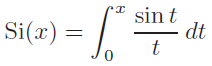 Si(x) = ∫₀ˣ (sin t / t) dt